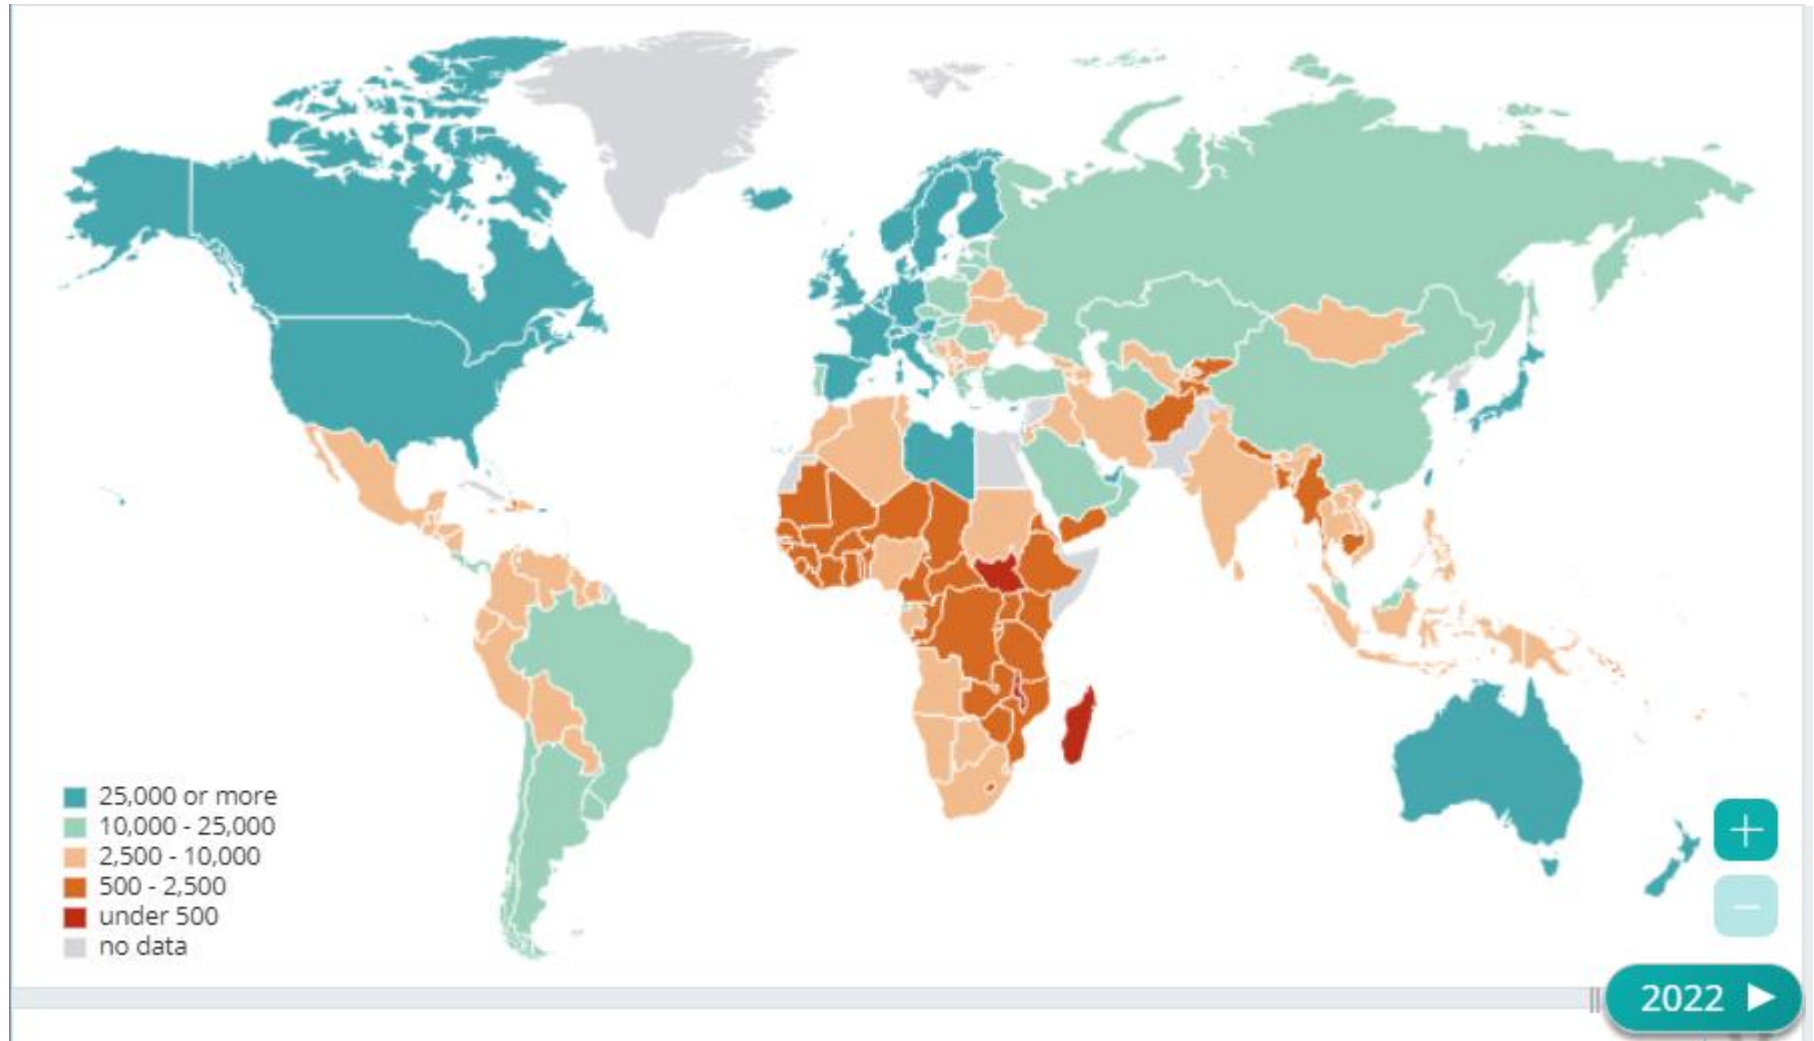 25,000 or more
10,000 - 25,000
2,500 - 10,000
500 - 2,500
under 500
no data
2022